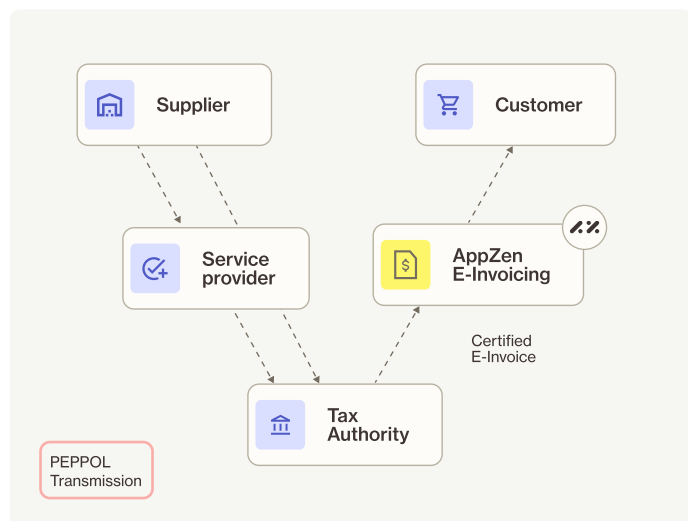 Supplier
Customer
Service
provider
AppZen
E-Invoicing
Certified
E-Invoice
Tax
Authority
PEPPOL
Transmission